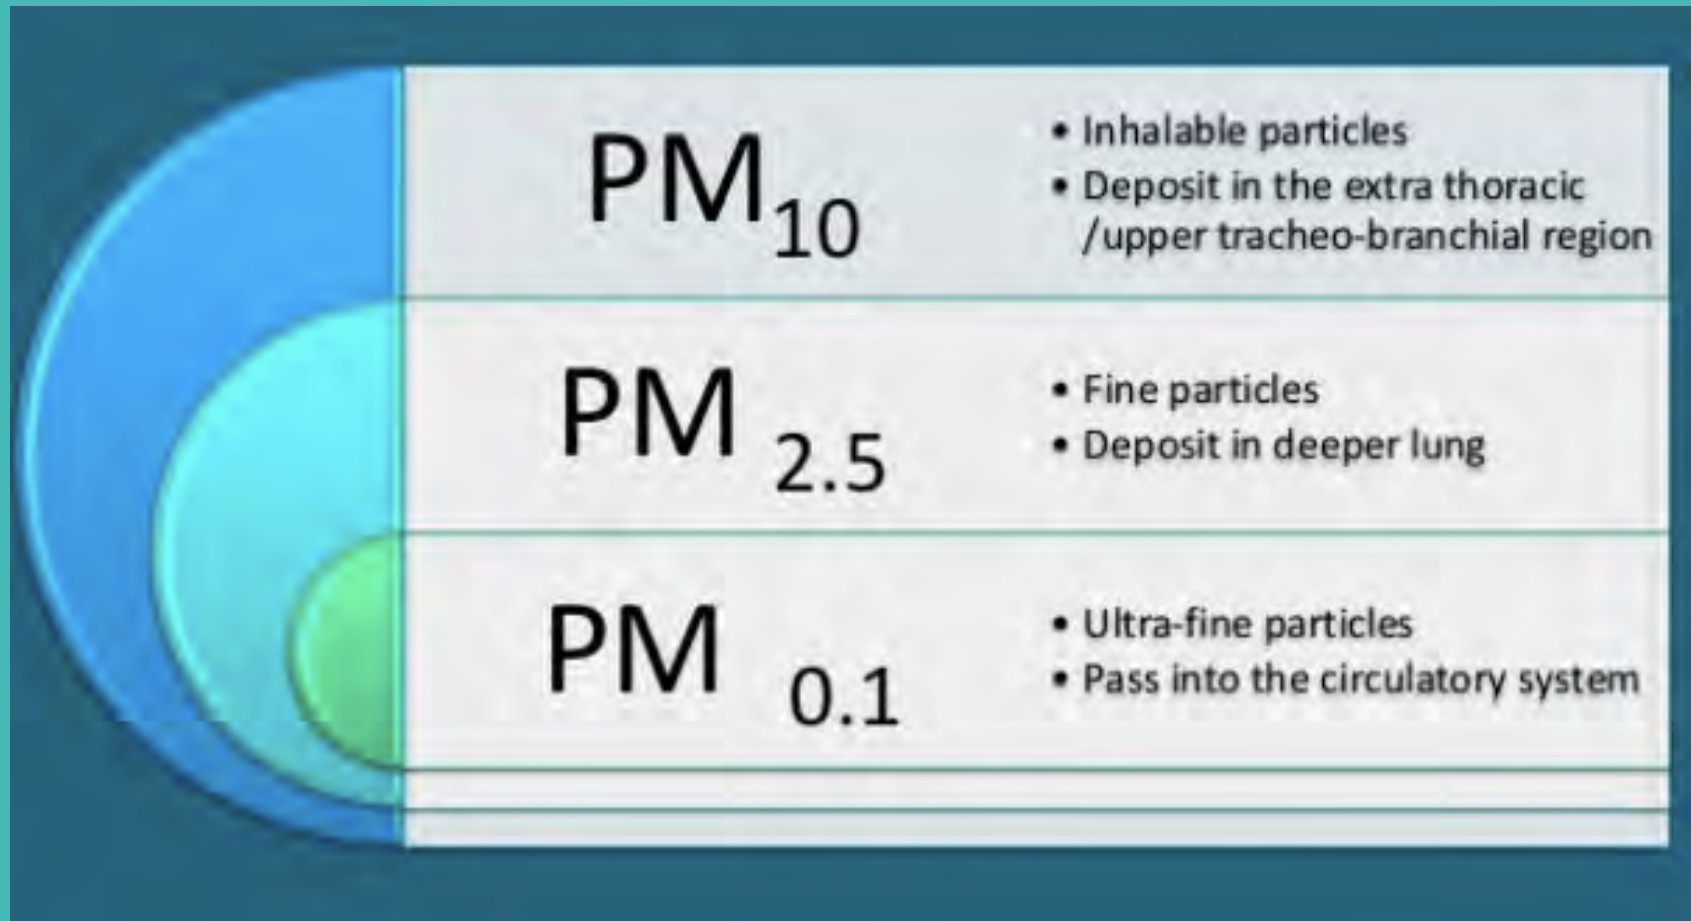 PM10
• Inhalable particles
• Deposit in the extra thoracic
/upper tracheo-branchial region
PM 2.5
• Fine particles
• Deposit in deeper lung
PM 0.1
• Ultra-fine particles
• Pass into the circulatory system